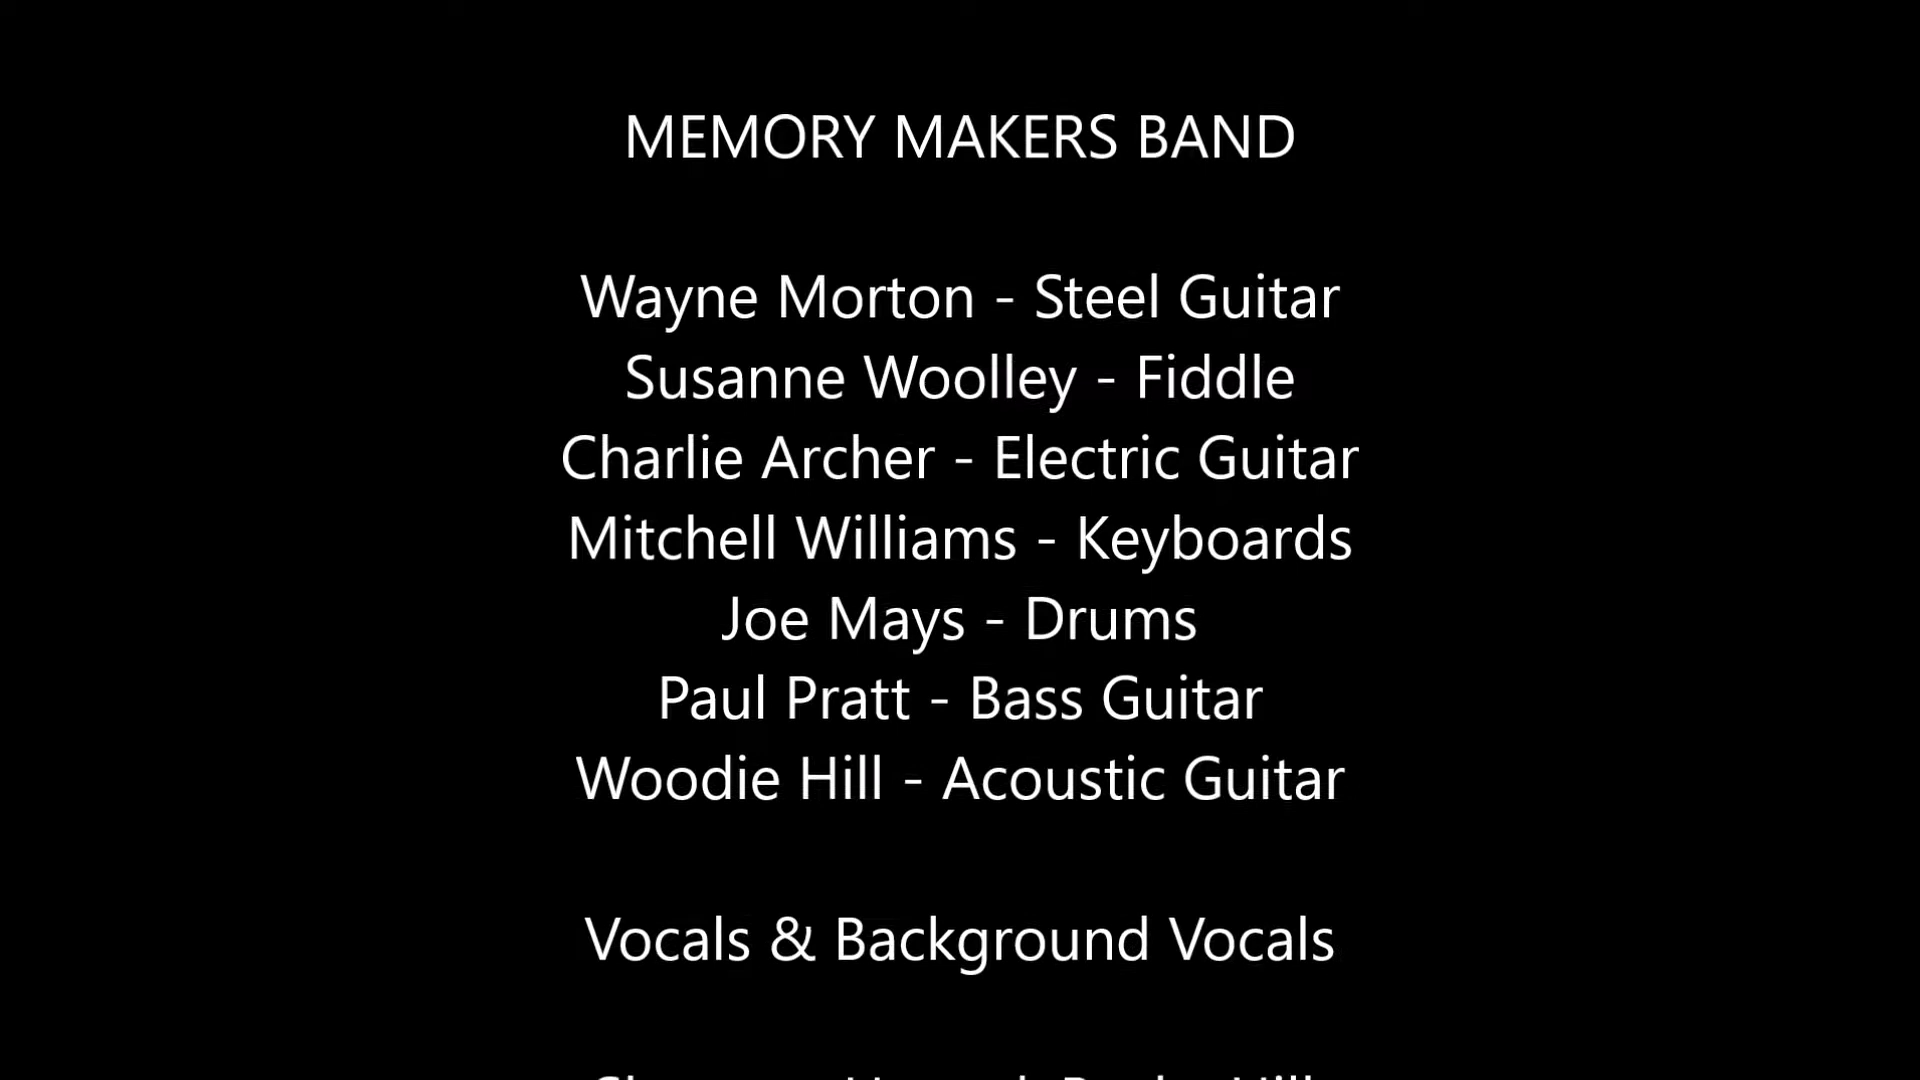 MEMORY MAKERS BAND
Wayne Morton - Steel Guitar
Susanne Woolley - Fiddle
Charlie Archer - Electric Guitar
Mitchell Williams - Keyboards
Joe Mays - Drums
Paul Pratt - Bass Guitar
Woodie Hill - Acoustic Guitar
Vocals & Background Vocals